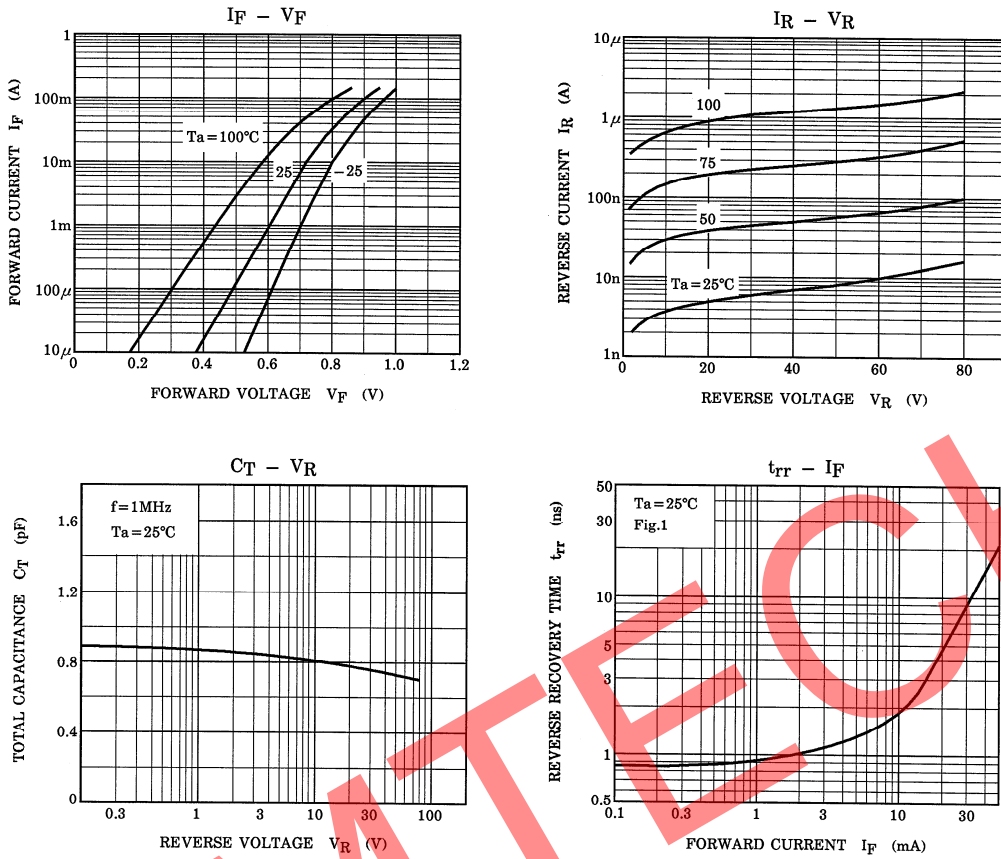 IF – VF
FORWARD CURRENT IF (A)
1
100m
10m
1m
100μ
10μ
Ta=100℃
25
-25
0
0.2
0.4
0.6
0.8
1.0
1.2
FORWARD VOLTAGE VF (V)
IR – VR
REVERSE CURRENT IR (A)
10μ
1μ
100n
10n
1n
100
75
50
Ta=25℃
0
20
40
60
80
REVERSE VOLTAGE VR (V)
CT – VR
TOTAL CAPACITANCE CT (pF)
1.6
1.2
0.8
0.4
0
f=1MHz
Ta=25℃
0.3
1
3
10
30
100
REVERSE VOLTAGE VR (V)
trr – IF
REVERSE RECOVERY TIME trr (ns)
50
30
10
5
3
1
0.5
Ta=25℃
Fig.1
0.1
0.3
1
3
10
30
FORWARD CURRENT IF (mA)